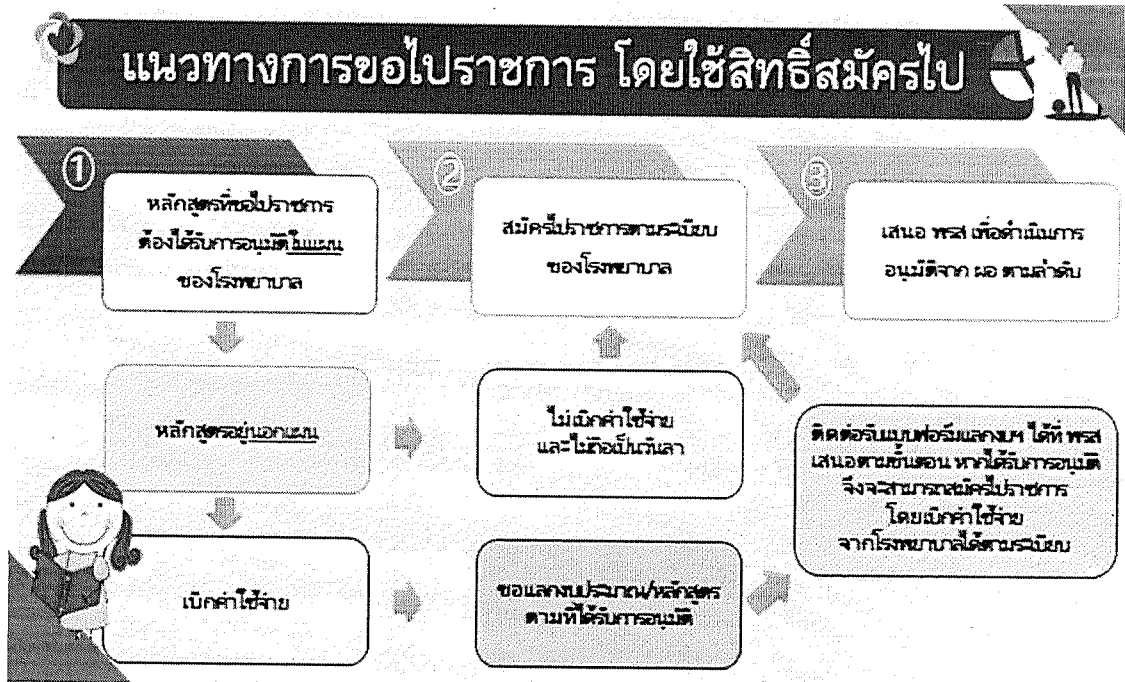 แนวทางการขอไปราชการ โดยใช้สิทธิ์สมัครไป
1
หลักสูตรที่ขอไปราชการ
ต้องได้รับการอนุมัติในแผน
ของโรงพยาบาล
2
สมัครไปราชการตามระเบียบ
ของโรงพยาบาล
3
เสนอ พรส เพื่อดำเนินการ
อนุมัติจาก ผอ ตามลำดับ
หลักสูตรอยู่นอกแผน
ไม่เบิกค่าใช้จ่าย
และไม่ถือเป็นวันลา
ติดต่อรับแบบฟอร์มแลกงบฯ ได้ที่ พรส
เสนอตามขั้นตอน หากได้รับการอนุมัติ
จึงจะสามารถสมัครไปราชการ
โดยเบิกค่าใช้จ่าย
จากโรงพยาบาลได้ตามระเบียบ
เบิกค่าใช้จ่าย
ขอแลกงบประมาณ/หลักสูตร
ตามที่ได้รับการอนุมัติ